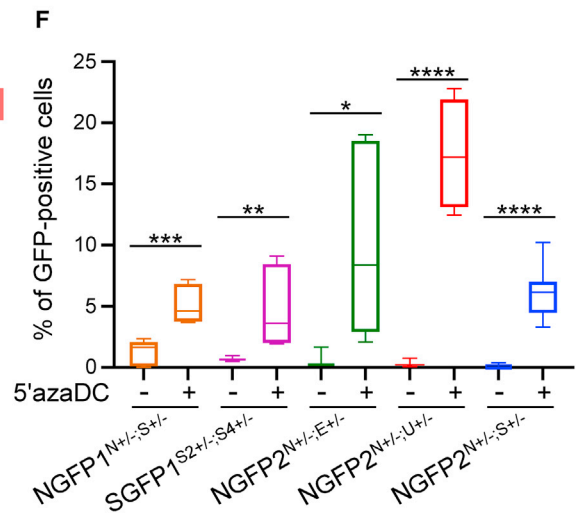 F
% of GFP-positive cells
25
20
15
10
5
0
***
**
*
****
****
5'azaDC - + - + - + - + - +
NGFP1N+/-;S+/-
SGFP1S2+/-;S4+/-
NGFP2N+/-;E+/-
NGFP2N+/-;U+/-
NGFP2N+/-;S+/-